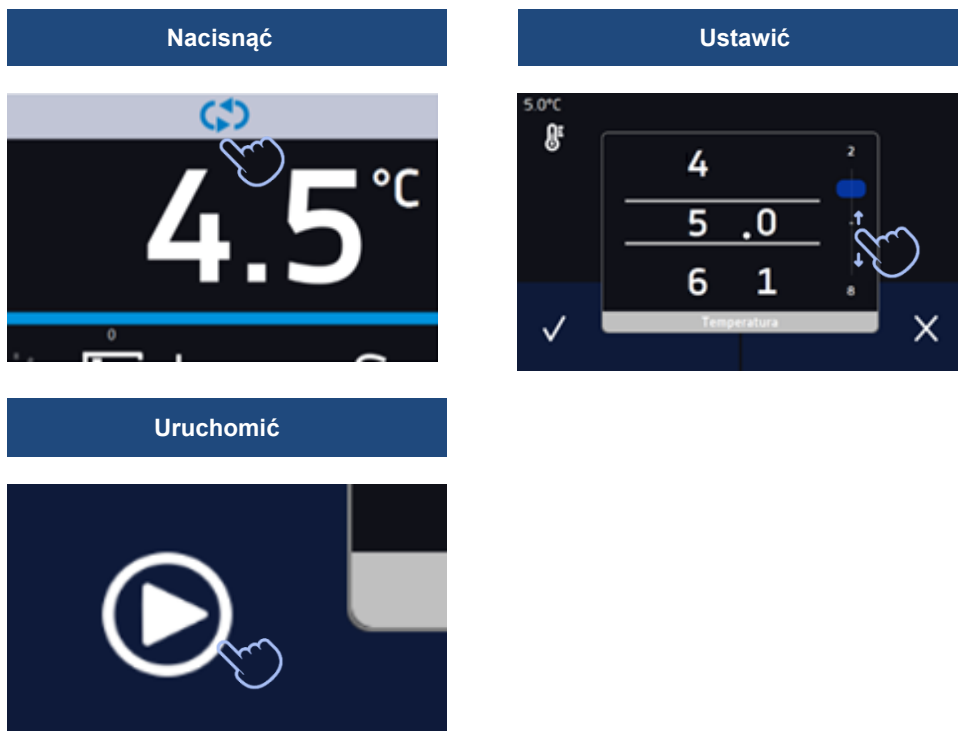 Nacisnąć
Ustawić
4.5 °C
0
5.0°C
4
2
5 .0
6 1
8
Temperatura
Uruchomić